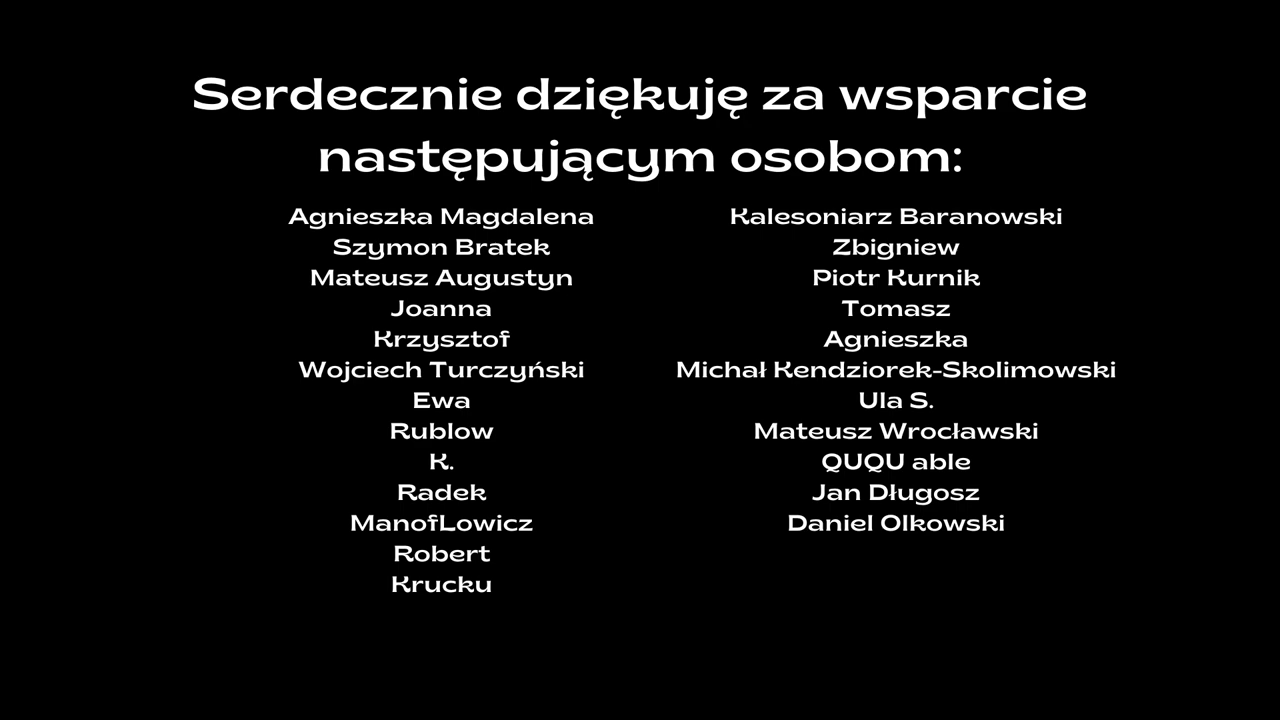 Serdecznie dziękuję za wsparcie
następującym osobom:
Agnieszka Magdalena
Szymon Bratek
Mateusz Augustyn
Joanna
Krzysztof
Wojciech Turczyński
Ewa
Rublow
K.
Radek
ManofLowicz
Robert
Krucku
Kalesoniarz Baranowski
Zbigniew
Piotr Kurnik
Tomasz
Agnieszka
Michał Kendziorek-Skolimowski
Ula S.
Mateusz Wrocławski
QUQU able
Jan Długosz
Daniel Olkowski